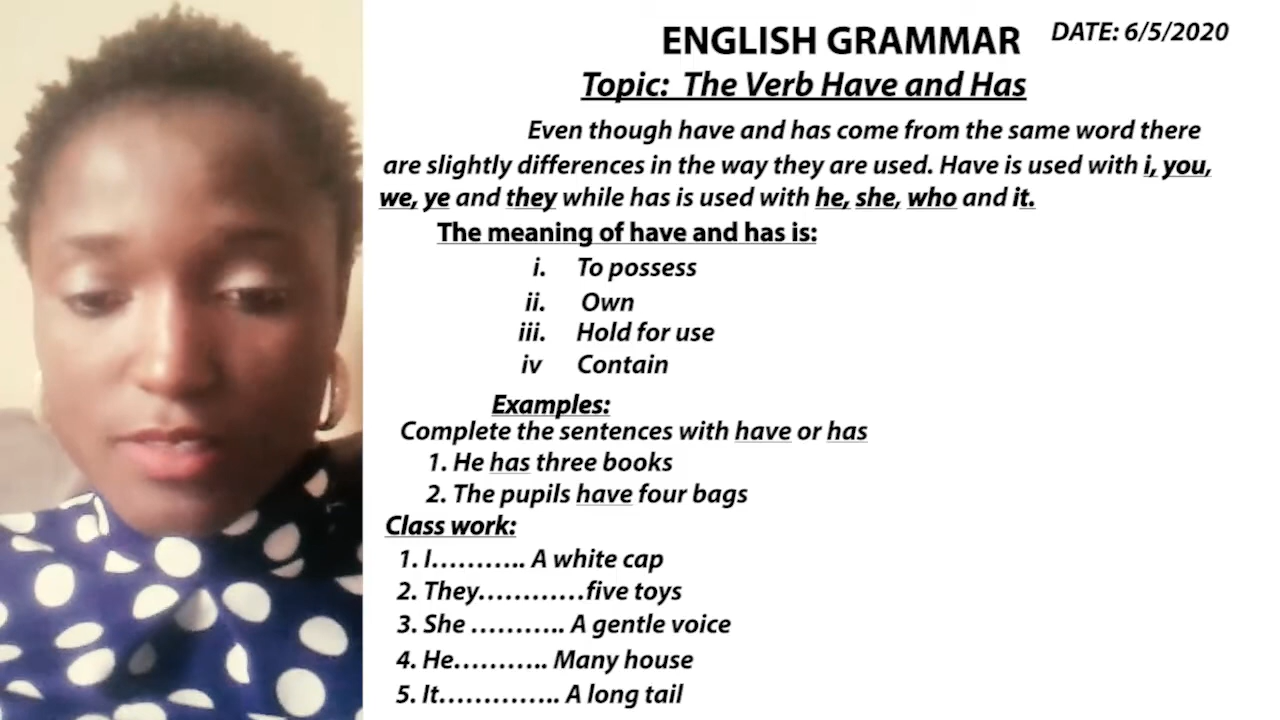 ENGLISH GRAMMAR
DATE: 6/5/2020
Topic: The Verb Have and Has
Even though have and has come from the same word there
are slightly differences in the way they are used. Have is used with i, you,
we, ye and they while has is used with he, she, who and it.
The meaning of have and has is:
i. To possess
ii. Own
iii. Hold for use
iv Contain
Examples:
Complete the sentences with have or has
1. He has three books
2. The pupils have four bags
Class work:
1. I……….. A white cap
2. They…………five toys
3. She ……….. A gentle voice
4. He……….. Many house
5. It………….. A long tail